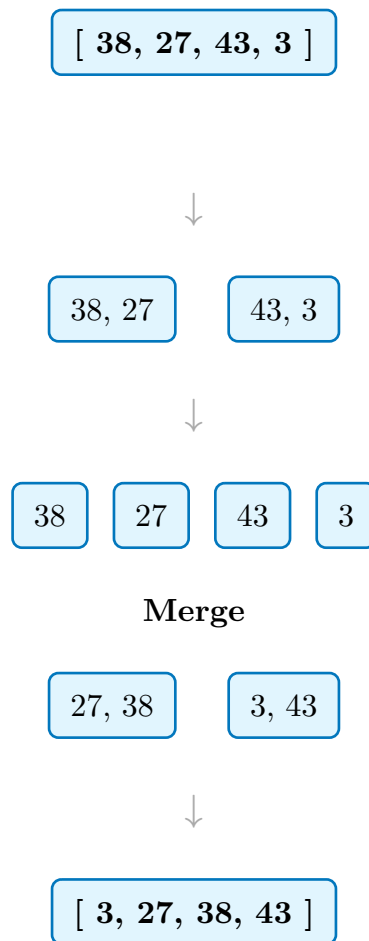 [ 38, 27, 43, 3 ]
↓
38, 27 43, 3
↓
38 27 43 3
Merge
27, 38 3, 43
↓
[ 3, 27, 38, 43 ]